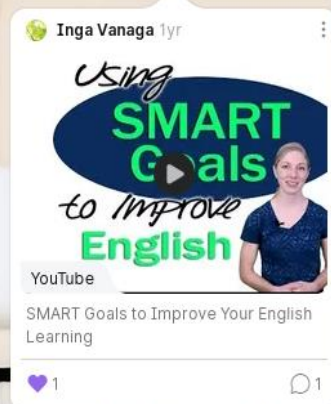 Inga Vanaga 1yr
Using
SMART
Goals
to Improve
English
YouTube
SMART Goals to Improve Your English
Learning
1
1